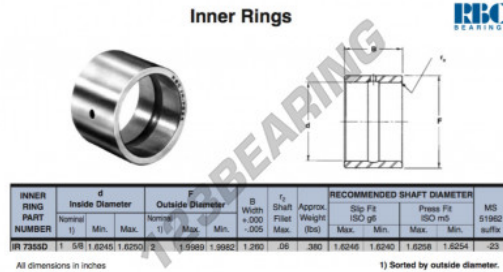 Inner Rings
RBC
BEARINGS
B
r₂
d
F
123BEARING
INNER RING PART NUMBER
d Inside Diameter
F Outside Diameter
B Width +.000 -.005
r₂ Shaft Fillet Max.
Approx. Weight (lbs)
RECOMMENDED SHAFT DIAMETER
Slip Fit ISO g6
Press Fit ISO m5
MS 51962 suffix
Nominal 1) Min. Max. Nominal 1) Max. Min. Max. Min. Max. Min.
IR 7355D 1 5/8 1.6245 1.6250 2 1.9989 1.9982 1.260 .06 .380 1.6246 1.6240 1.6258 1.6254 -23
All dimensions in inches
1) Sorted by outside diameter.